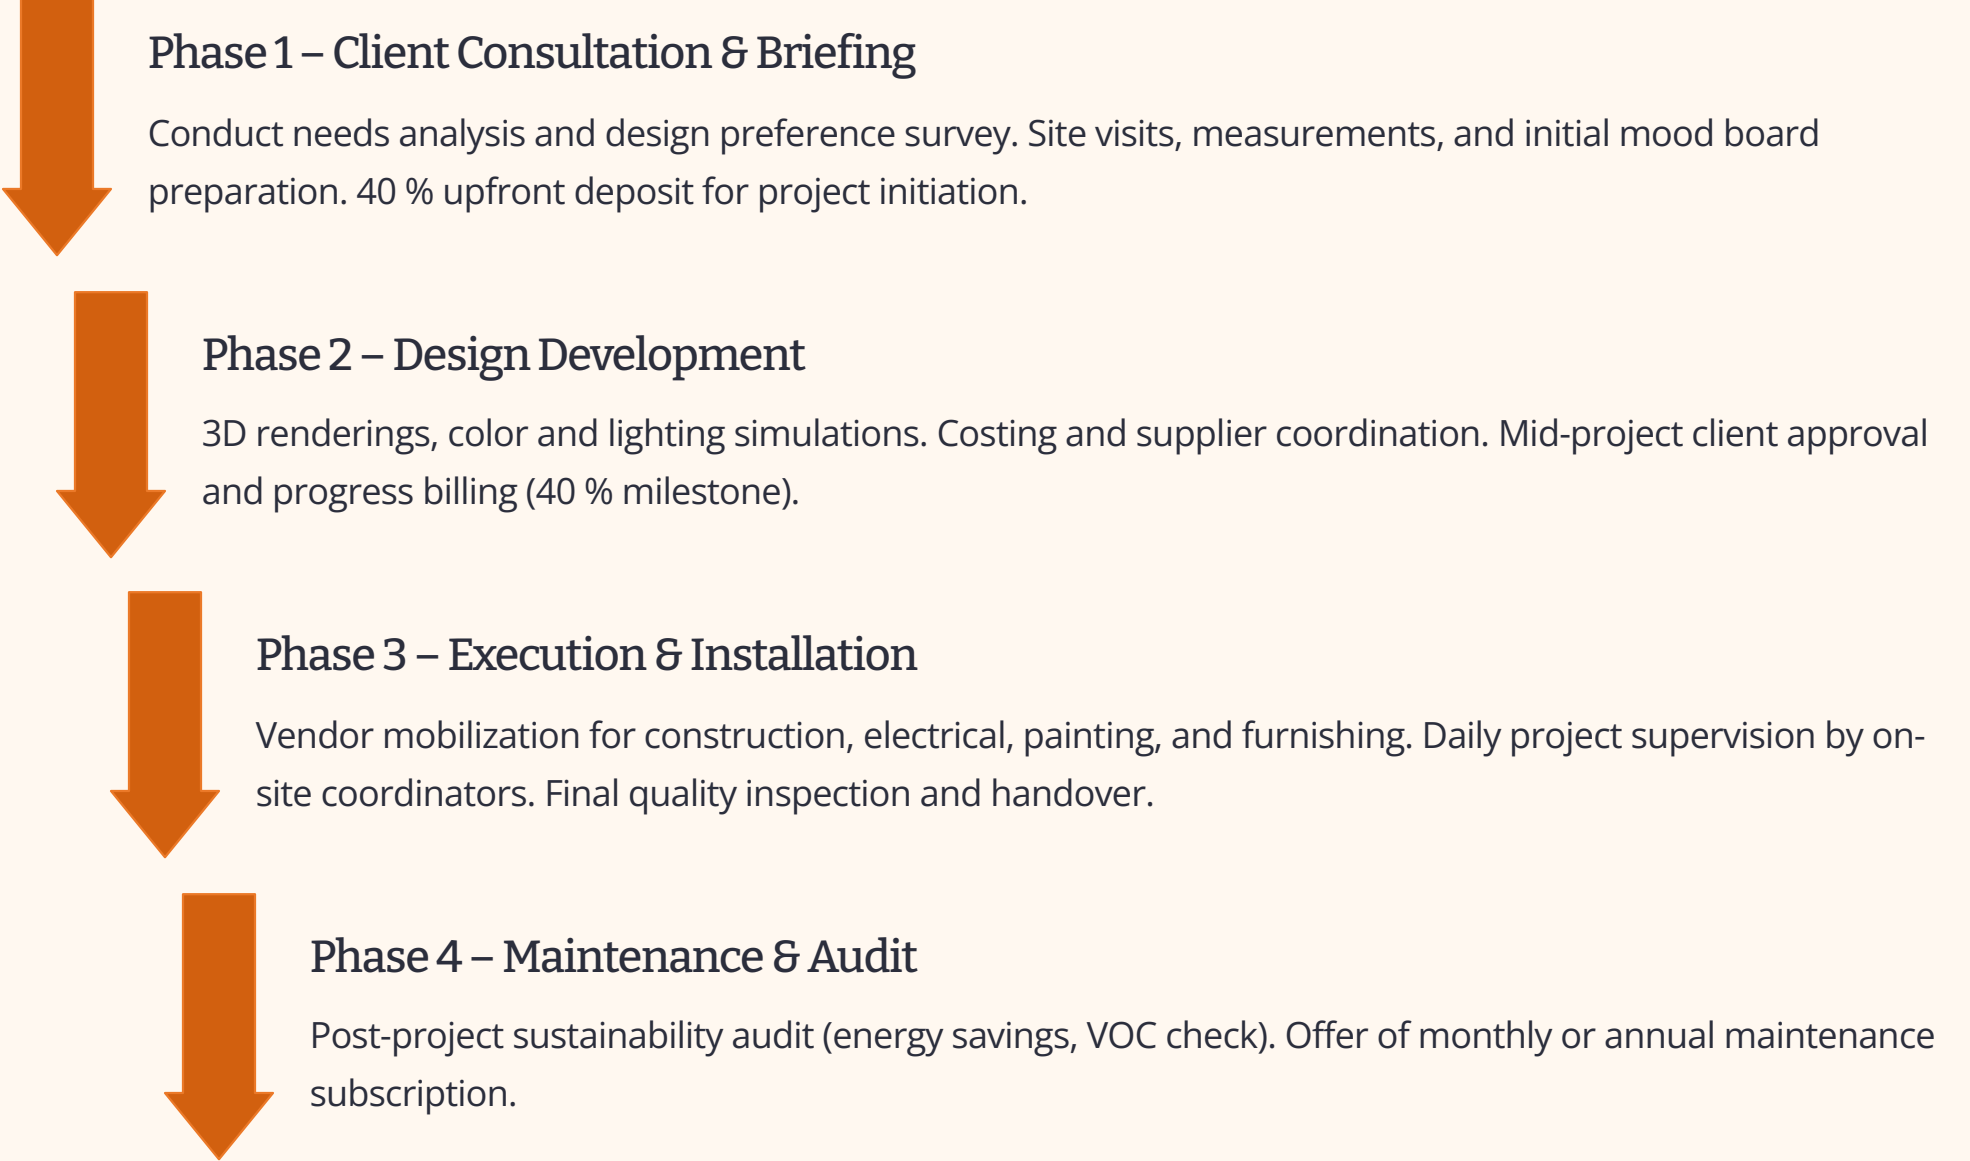 Phase 1 – Client Consultation & Briefing
Conduct needs analysis and design preference survey. Site visits, measurements, and initial mood board
preparation. 40 % upfront deposit for project initiation.
Phase 2 – Design Development
3D renderings, color and lighting simulations. Costing and supplier coordination. Mid-project client approval
and progress billing (40 % milestone).
Phase 3 – Execution & Installation
Vendor mobilization for construction, electrical, painting, and furnishing. Daily project supervision by on-
site coordinators. Final quality inspection and handover.
Phase 4 – Maintenance & Audit
Post-project sustainability audit (energy savings, VOC check). Offer of monthly or annual maintenance
subscription.